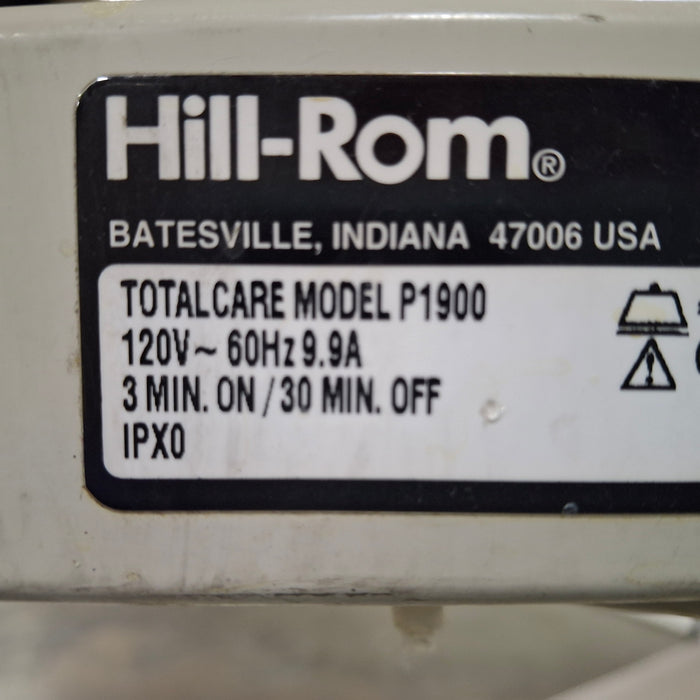 Hill-Rom®
BATESVILLE, INDIANA 47006 USA
TOTALCARE MODEL P1900
120V~ 60Hz 9.9A
3 MIN. ON / 30 MIN. OFF
IPX0